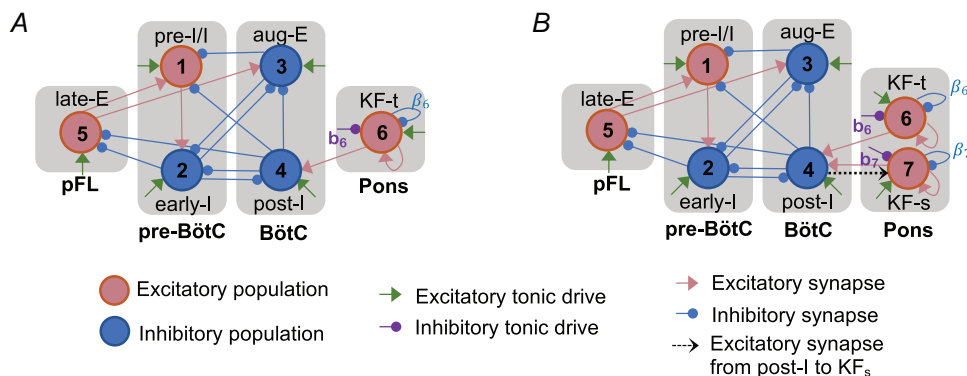 A
pre-I/I
aug-E
1
3
late-E
KF-t
β6
5
b6
6
pFL
2
4
Pons
early-I
post-I
pre-BötC
BötC
B
pre-I/I
aug-E
1
3
late-E
KF-t
β6
6
5
b6
b7
β7
7
pFL
2
4
KF-s
early-I
post-I
pre-BötC
BötC
Pons
Excitatory population
Inhibitory population
Excitatory tonic drive
Inhibitory tonic drive
Excitatory synapse
Inhibitory synapse
Excitatory synapse
from post-I to KFs